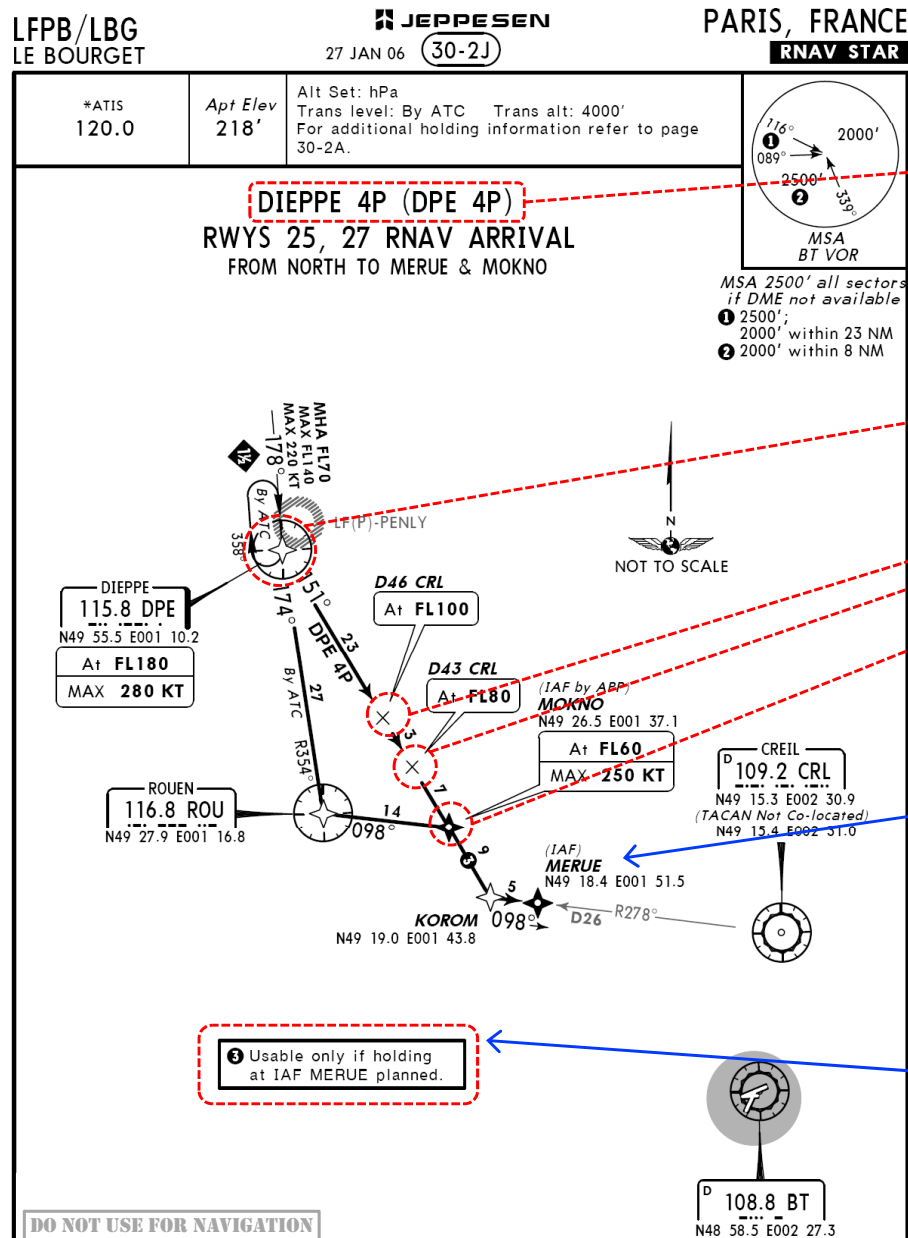 LFPB/LBG
LE BOURGET
JEPPESEN
27 JAN 06
30-2J
PARIS, FRANCE
RNAV STAR
*ATIS
120.0
Apt Elev
218'
Alt Set: hPa
Trans level: By ATC Trans alt: 4000'
For additional holding information refer to page
30-2A.
116°
1
089°
2000'
2500'
2
339°
MSA
BT VOR
MSA 2500' all sectors
if DME not available
1 2500';
2000' within 23 NM
2 2000' within 8 NM
DIEPPE 4P (DPE 4P)
RWYS 25, 27 RNAV ARRIVAL
FROM NORTH TO MERUE & MOKNO
MHA FL70
MAX FL140
MAX 220 KT
178°
1½
By ATC
358°
LF(P)-PENLY
N
NOT TO SCALE
DIEPPE
115.8 DPE
N49 55.5 E001 10.2
At FL180
MAX 280 KT
151°
23
DPE 4P
174°
27
By ATC
R354°
D46 CRL
At FL100
3
D43 CRL
At FL80
7
(IAF by APP)
MOKNO
N49 26.5 E001 37.1
At FL60
MAX 250 KT
ROUEN
116.8 ROU
N49 27.9 E001 16.8
14
098°
9
3
CREIL
D 109.2 CRL
N49 15.3 E002 30.9
(TACAN Not Co-located)
N49 15.4 E002 31.0
(IAF)
MERUE
N49 18.4 E001 51.5
5
098°
D26
R278°
KOROM
N49 19.0 E001 43.8
3 Usable only if holding
at IAF MERUE planned.
D 108.8 BT
N48 58.5 E002 27.3
DO NOT USE FOR NAVIGATION